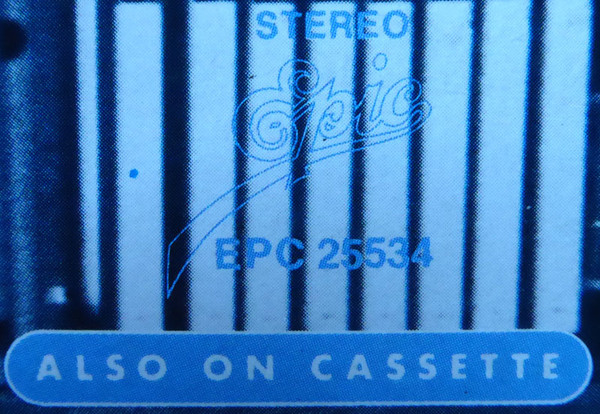 STEREO
Epic
EPC 25534
ALSO ON CASSETTE